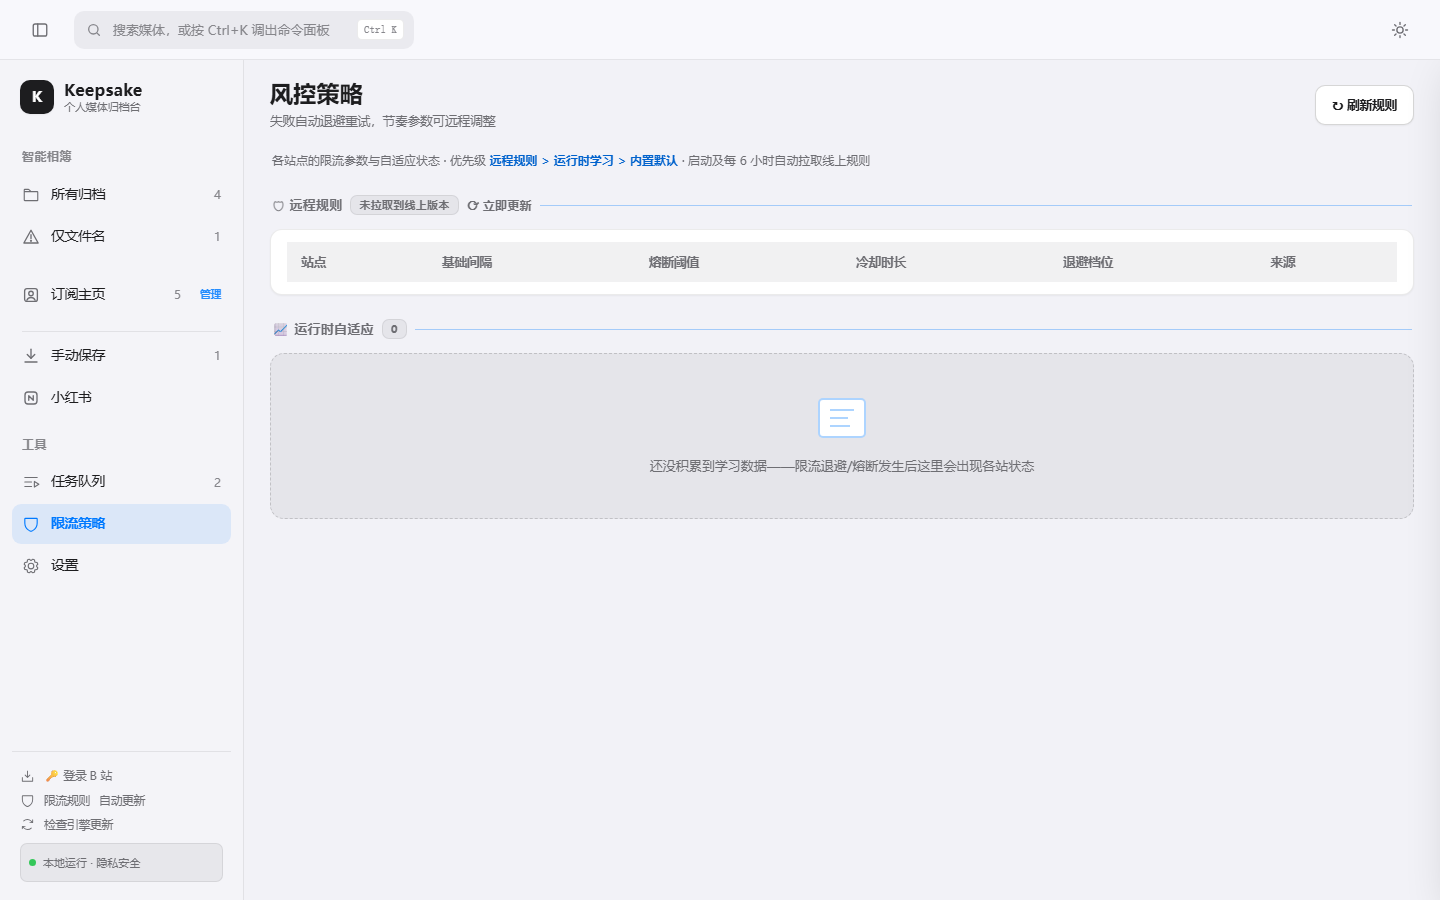 搜索媒体，或按 Ctrl+K 调出命令面板 Ctrl K
K Keepsake
个人媒体归档台
智能相簿
所有归档 4
仅文件名 1
订阅主页 5 管理
手动保存 1
小红书
工具
任务队列 2
限流策略
设置
登录 B 站
限流规则 自动更新
检查引擎更新
本地运行 · 隐私安全
风控策略
失败自动退避重试，节奏参数可远程调整
刷新规则
各站点的限流参数与自适应状态 · 优先级 远程规则 > 运行时学习 > 内置默认 · 启动及每 6 小时自动拉取线上规则
远程规则 未拉取到线上版本 立即更新
站点 基础间隔 熔断阈值 冷却时长 退避档位 来源
运行时自适应 0
还没积累到学习数据——限流退避/熔断发生后这里会出现各站状态